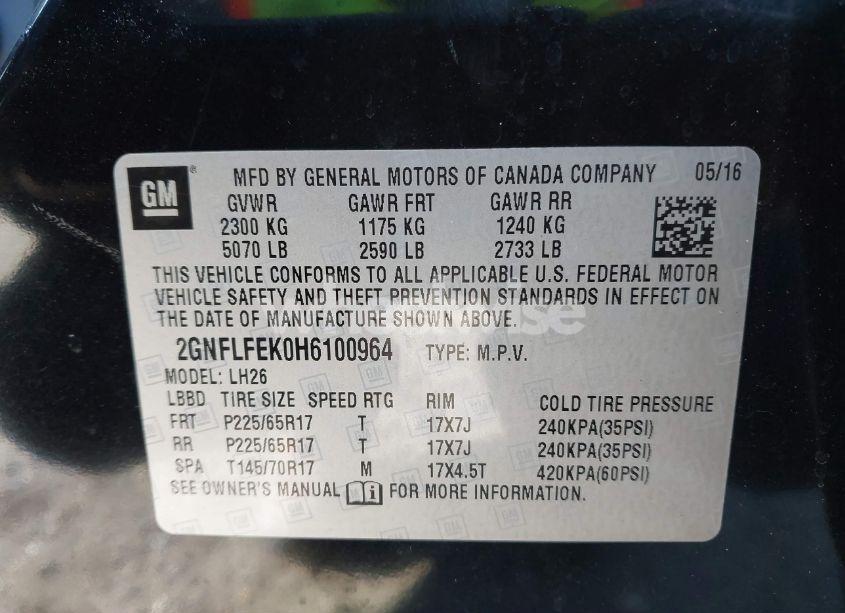 GM
MFD BY GENERAL MOTORS OF CANADA COMPANY 05/16
GVWR GAWR FRT GAWR RR
2300 KG 1175 KG 1240 KG
5070 LB 2590 LB 2733 LB
THIS VEHICLE CONFORMS TO ALL APPLICABLE U.S. FEDERAL MOTOR
VEHICLE SAFETY AND THEFT PREVENTION STANDARDS IN EFFECT ON
THE DATE OF MANUFACTURE SHOWN ABOVE.
2GNFLFEK0H6100964 TYPE: M.P.V.
MODEL: LH26
LBBD TIRE SIZE SPEED RTG RIM COLD TIRE PRESSURE
FRT P225/65R17 T 17X7J 240KPA(35PSI)
RR P225/65R17 T 17X7J 240KPA(35PSI)
SPA T145/70R17 M 17X4.5T 420KPA(60PSI)
SEE OWNER'S MANUAL FOR MORE INFORMATION.